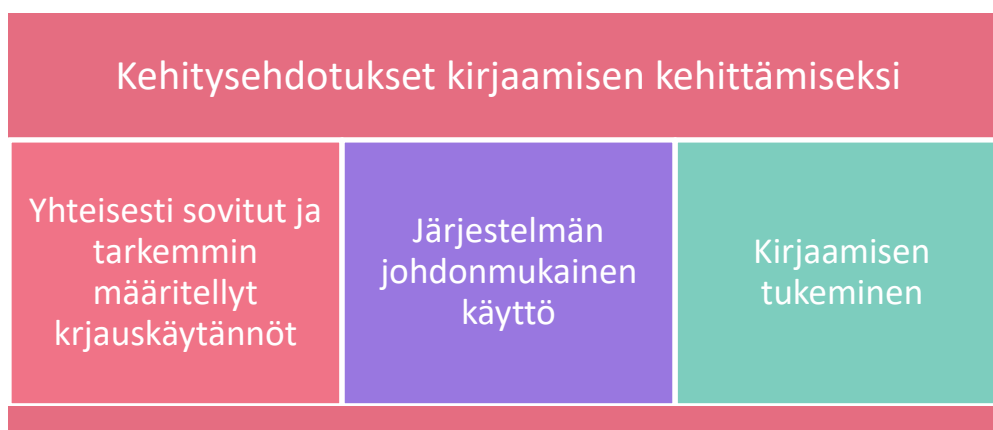 Kehitysehdotukset kirjaamisen kehittämiseksi
Yhteisesti sovitut ja
tarkemmin
määritellyt
krjauskäytännöt
Järjestelmän
johdonmukainen
käyttö
Kirjaamisen
tukeminen